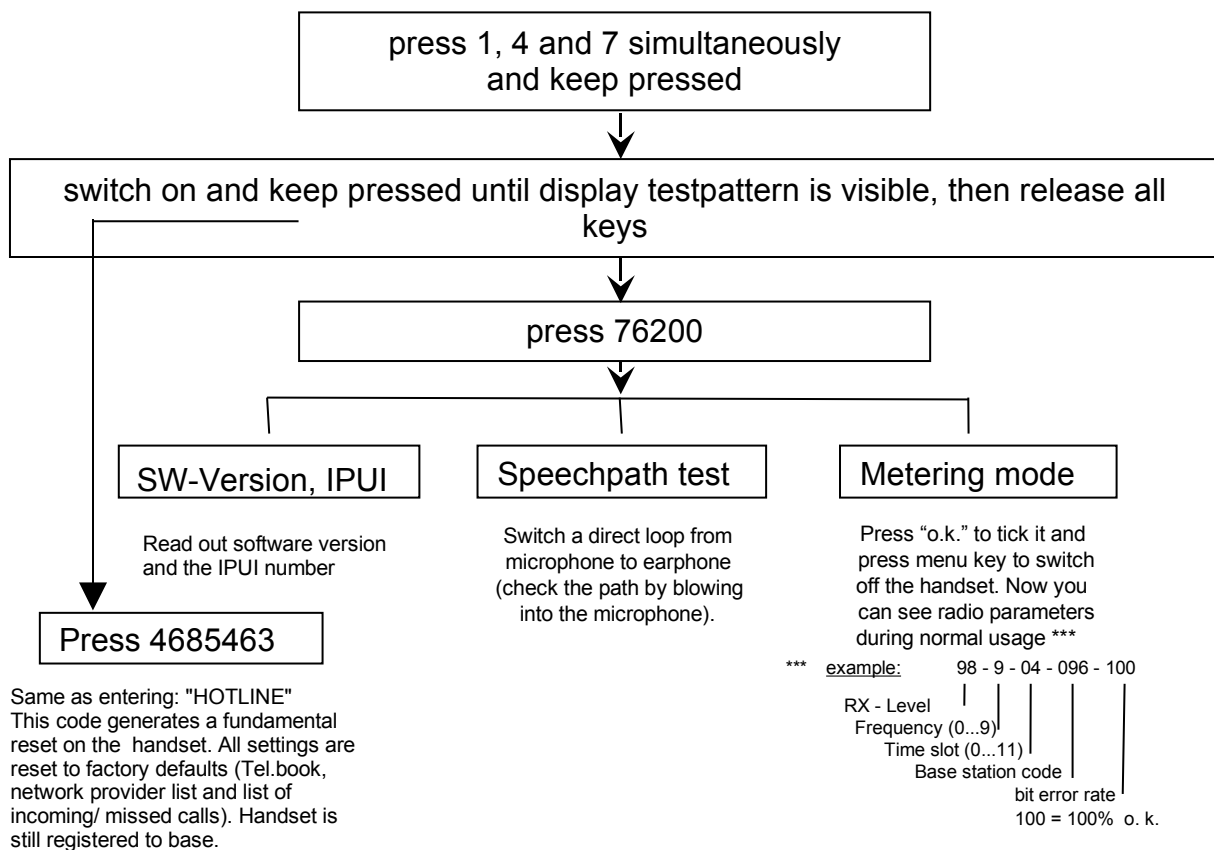 press 1, 4 and 7 simultaneously
and keep pressed
switch on and keep pressed until display testpattern is visible, then release all
keys
press 76200
SW-Version, IPUI
Read out software version
and the IPUI number
Speechpath test
Switch a direct loop from
microphone to earphone
(check the path by blowing
into the microphone).
Metering mode
Press “o.k.” to tick it and
press menu key to switch
off the handset. Now you
can see radio parameters
during normal usage ***
*** example: 98 - 9 - 04 - 096 - 100
RX - Level
Frequency (0...9)
Time slot (0...11)
Base station code
bit error rate
100 = 100% o. k.
Press 4685463
Same as entering: "HOTLINE"
This code generates a fundamental
reset on the handset. All settings are
reset to factory defaults (Tel.book,
network provider list and list of
incoming/ missed calls). Handset is
still registered to base.